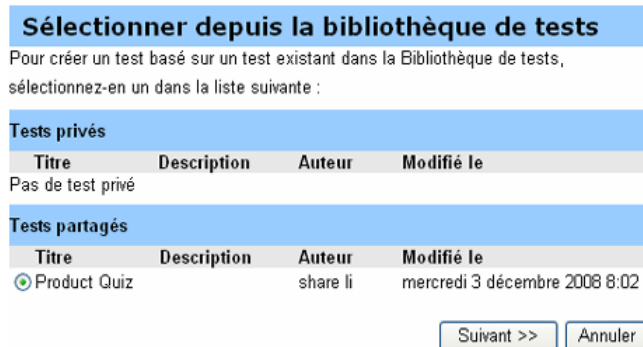 Sélectionner depuis la bibliothèque de tests
Pour créer un test basé sur un test existant dans la Bibliothèque de tests,
sélectionnez-en un dans la liste suivante :
Tests privés
Titre Description Auteur Modifié le
Pas de test privé
Tests partagés
Titre Description Auteur Modifié le
Product Quiz share li mercredi 3 décembre 2008 8:02
Suivant >> Annuler